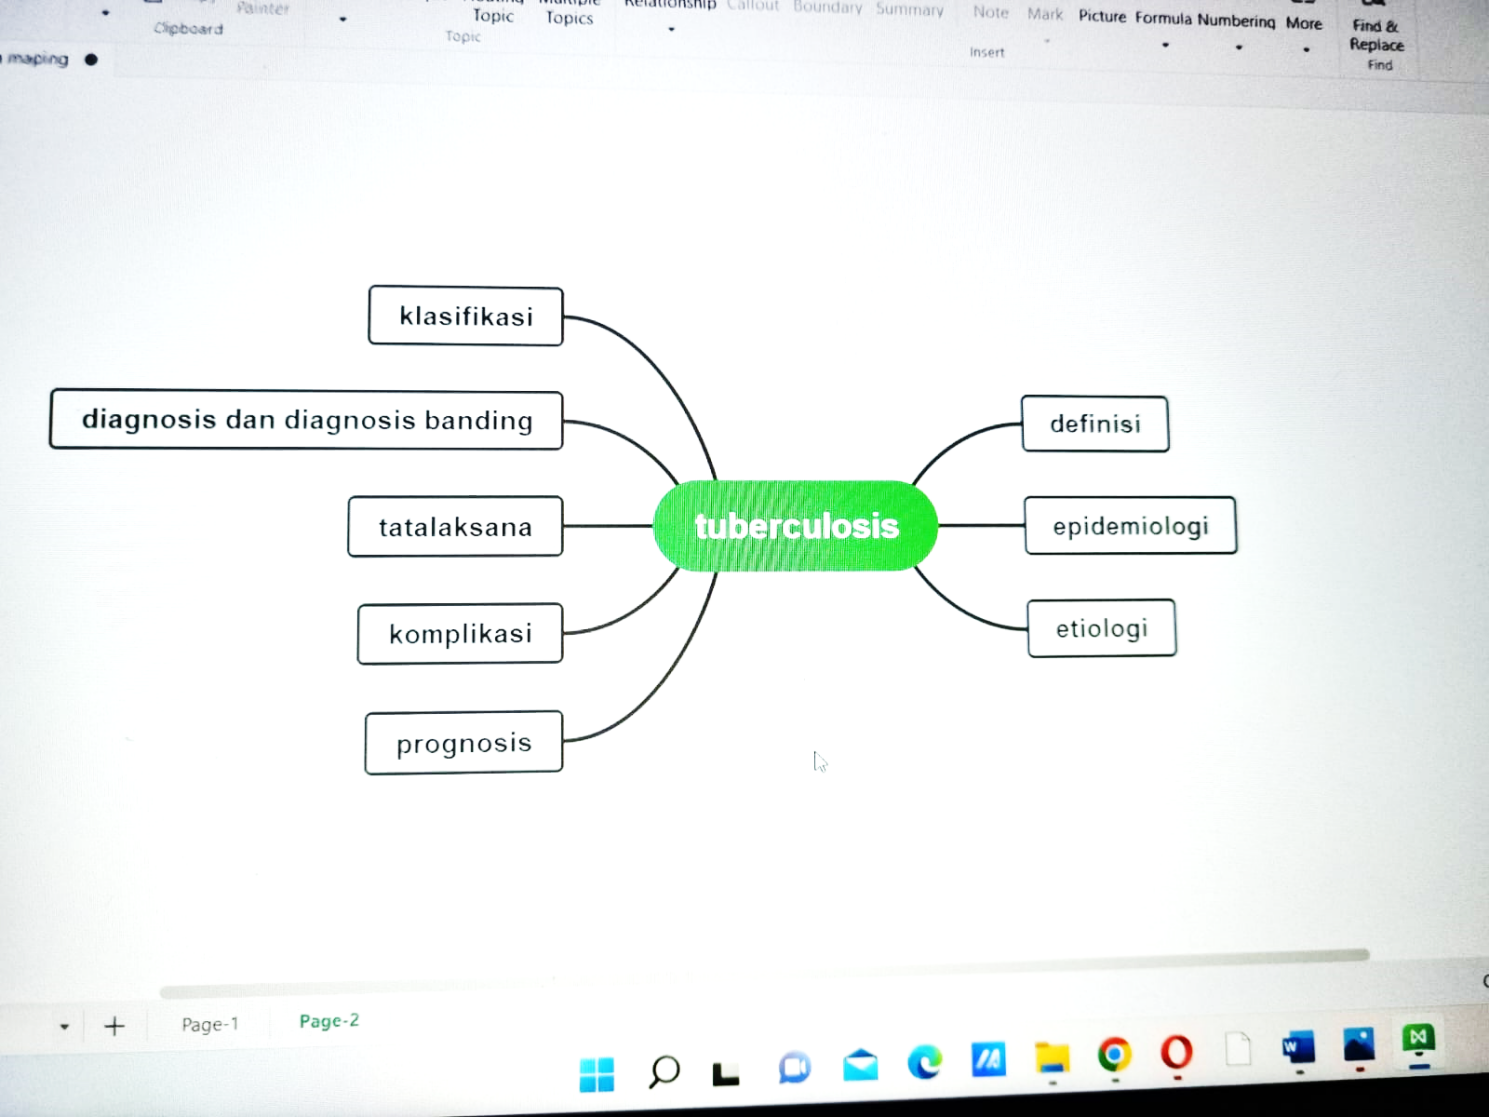 Painter
Clipboard
Topic
Topics
Topic
Relationship
Callout
Boundary
Summary
Note
Mark
Picture
Formula
Numbering
More
Insert
Find &
Replace
Find
maping
klasifikasi
diagnosis dan diagnosis banding
tatalaksana
komplikasi
prognosis
tuberculosis
definisi
epidemiologi
etiologi
Page-1
Page-2
W